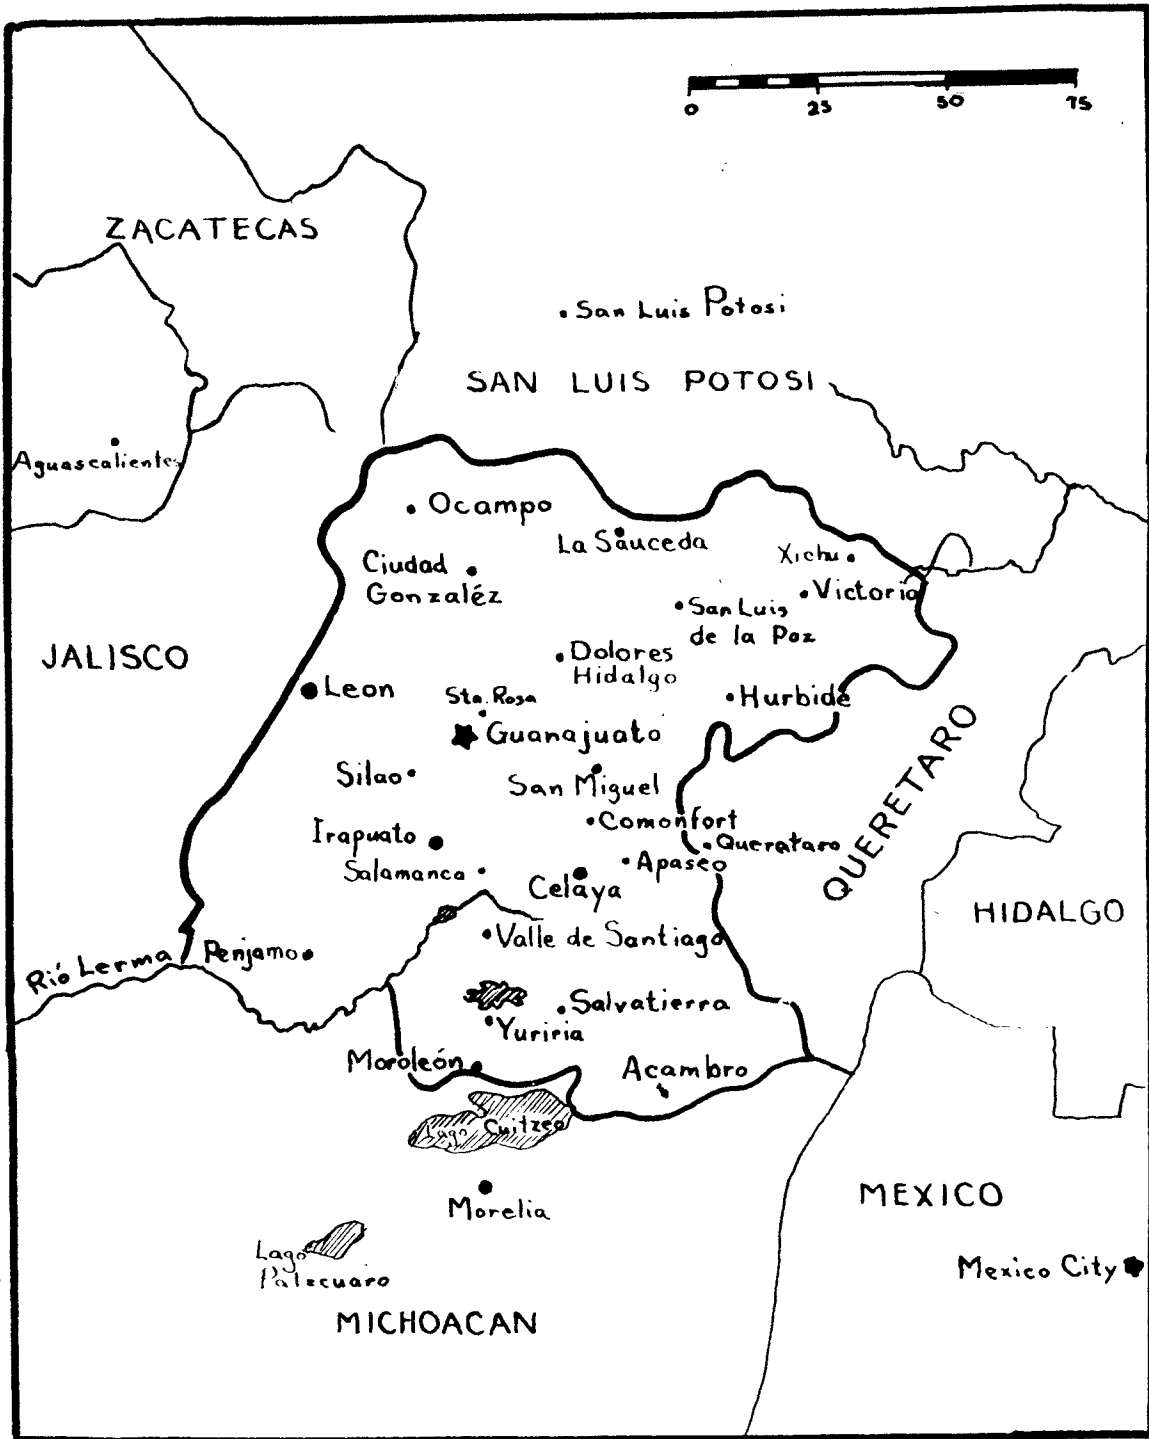 0 25 50 75
ZACATECAS
San Luis Potosi
SAN LUIS POTOSI
Aguascalientes
Ocampo
La Sauceda
Xichu
Ciudad
Gonzaléz
Victoria
San Luis
de la Paz
JALISCO
Dolores
Hidalgo
Leon
Sta. Rosa
Hurbide
Guanajuato
QUERETARO
Silao
San Miguel
Irapuato
Comonfort
Querataro
Salamanca
Apaseo
Celaya
HIDALGO
Valle de Santiago
Rió Lerma
Penjamo
Salvatierra
Yuriria
Moroleón
Acambro
Lago Cuitzeo
MEXICO
Morelia
Lago
Patzcuaro
Mexico City
MICHOACAN